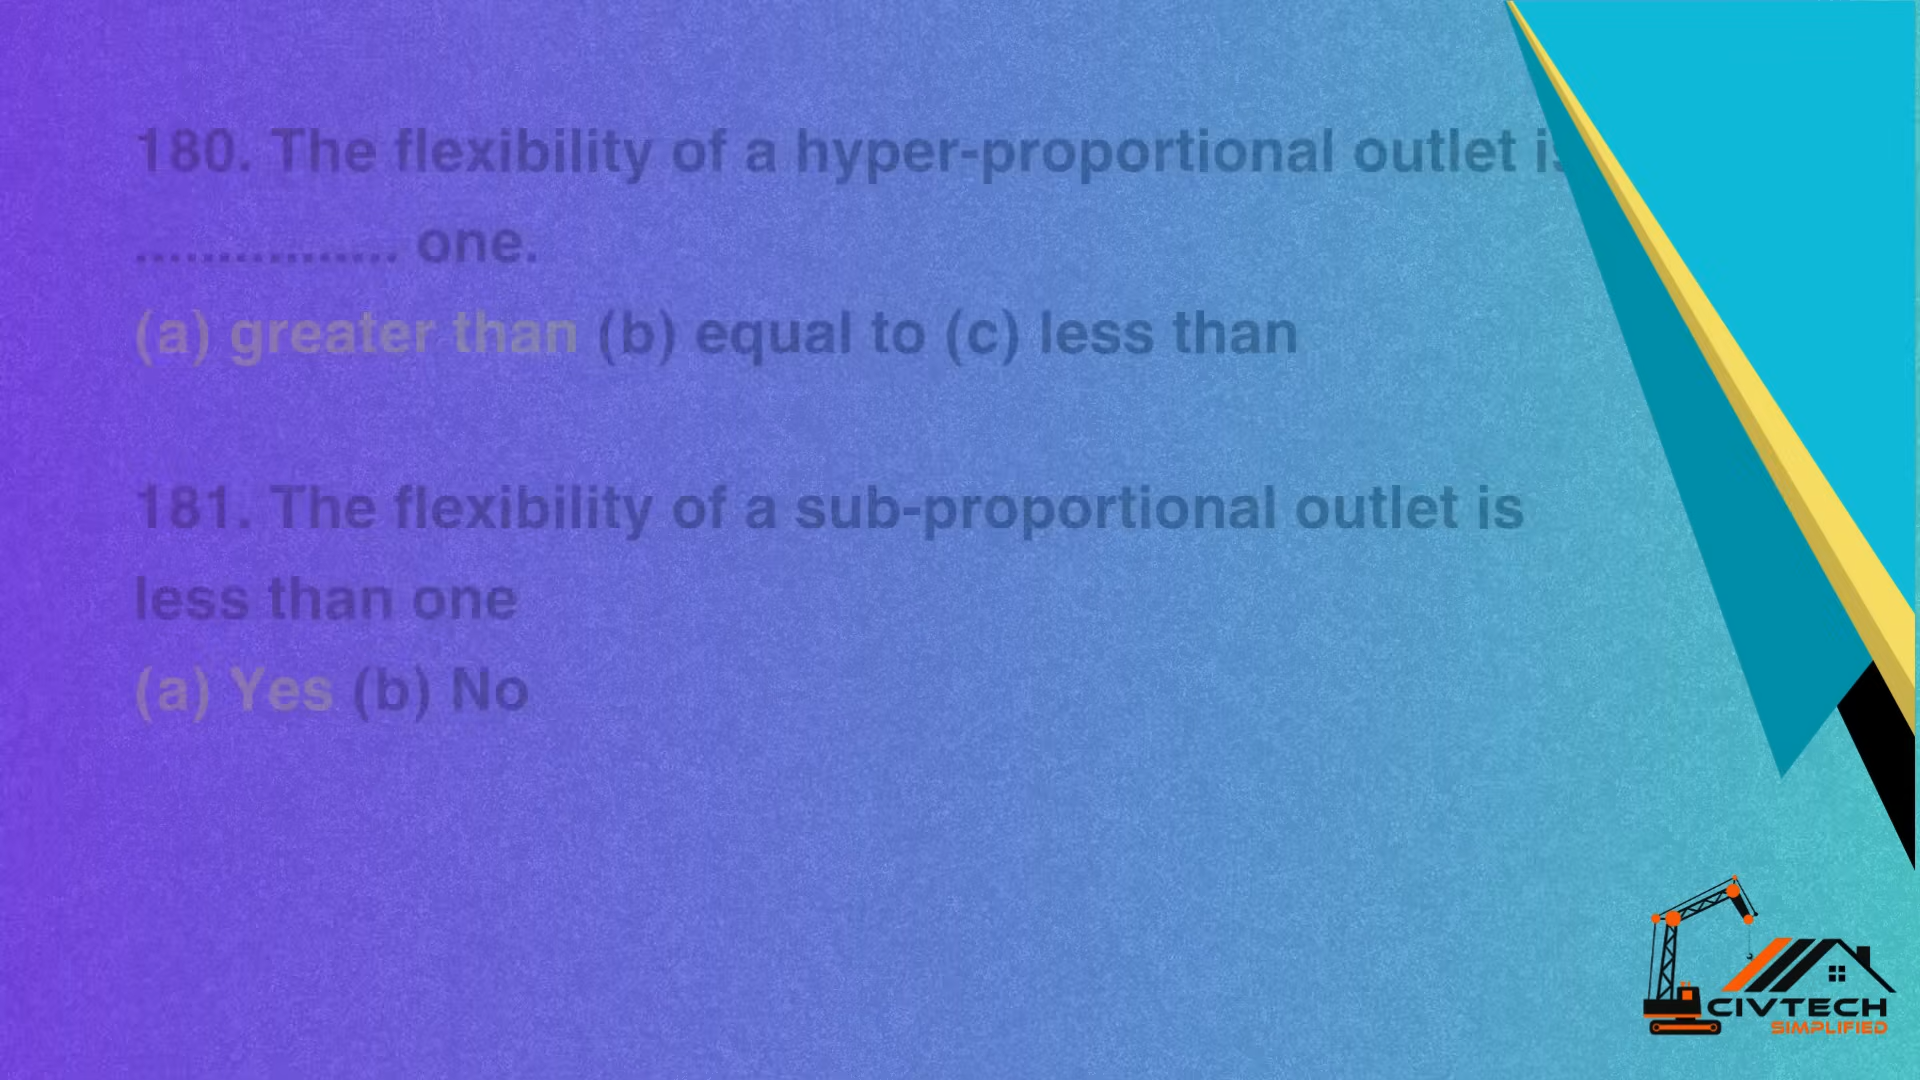 180. The flexibility of a hyper-proportional outlet is
................ one.
(a) greater than (b) equal to (c) less than
181. The flexibility of a sub-proportional outlet is
less than one
(a) Yes (b) No
CIVTECH
SIMPLIFIED